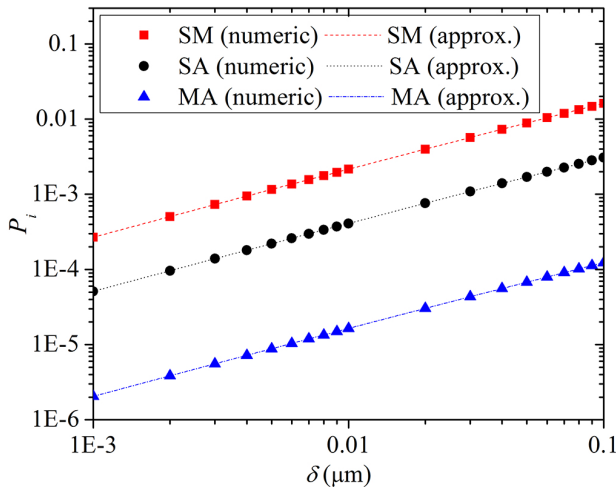 0.1
SM (numeric) SM (approx.)
SA (numeric) SA (approx.)
MA (numeric) MA (approx.)
0.01
1E-3
P_i
1E-4
1E-5
1E-6
1E-3 0.01 0.1
δ (μm)